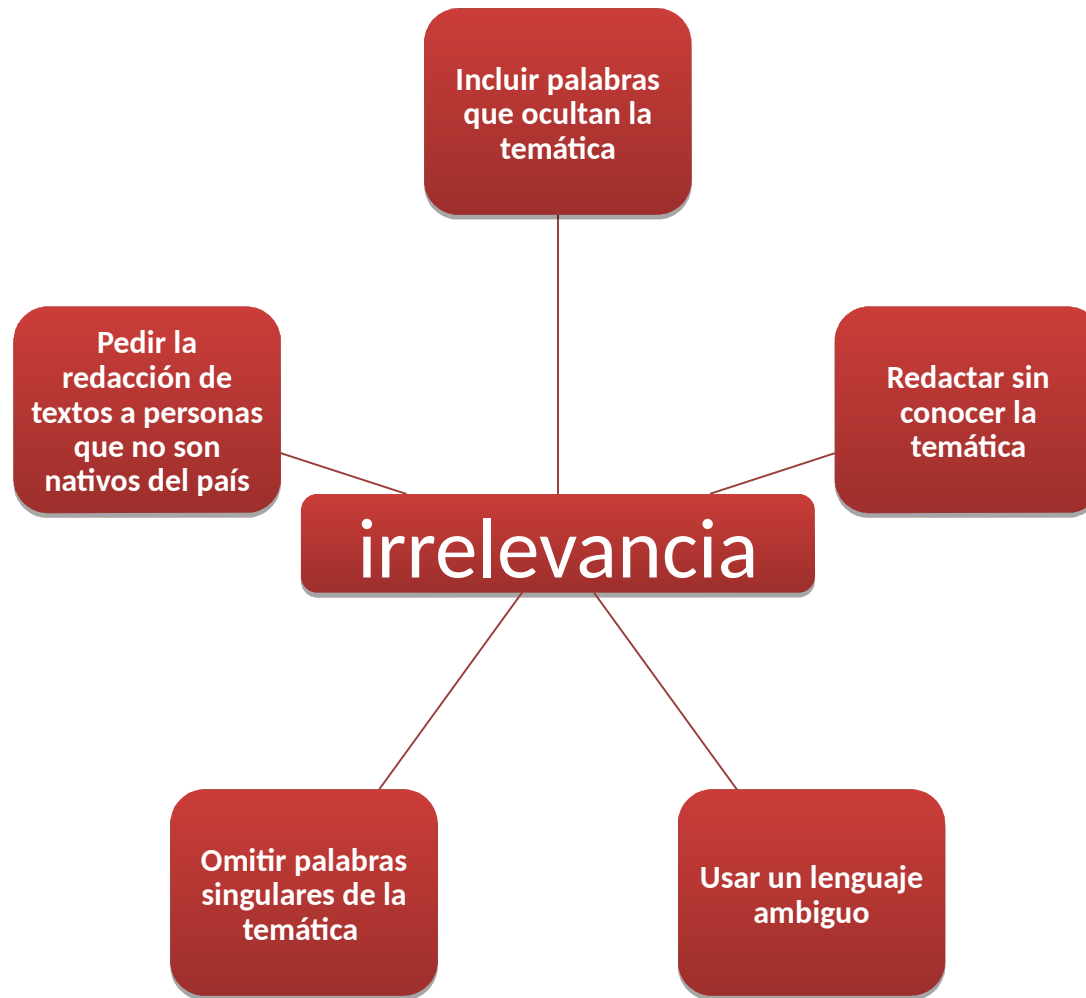 Incluir palabras
que ocultan la
temática
Pedir la
redacción de
textos a personas
que no son
nativos del país
Redactar sin
conocer la
temática
irrelevancia
Omitir palabras
singulares de la
temática
Usar un lenguaje
ambiguo